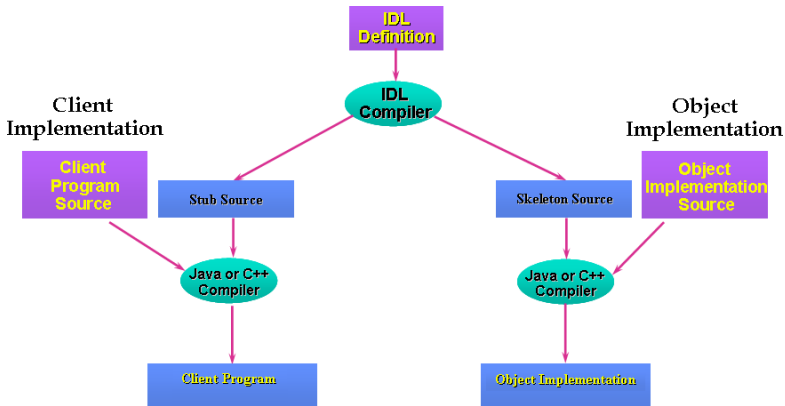 IDL
Definition
IDL
Compiler
Client
Implementation
Object
Implementation
Client
Program
Source
Stub Source
Skeleton Source
Object
Implementation
Source
Java or C++
Compiler
Java or C++
Compiler
Client Program
Object Implementation